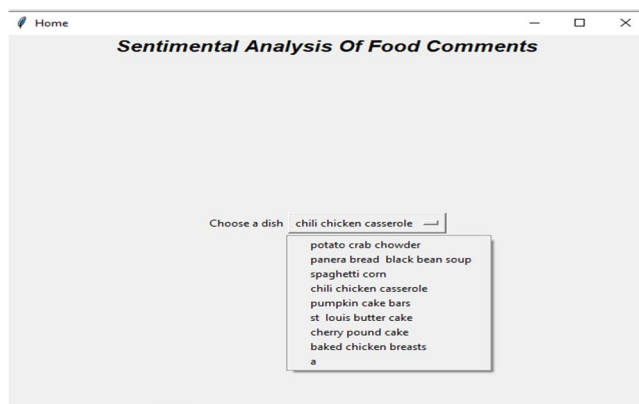 Home
Sentimental Analysis Of Food Comments
Choose a dish chili chicken casserole
potato crab chowder
panera bread  black bean soup
spaghetti corn
chili chicken casserole
pumpkin cake bars
st  louis butter cake
cherry pound cake
baked chicken breasts
a